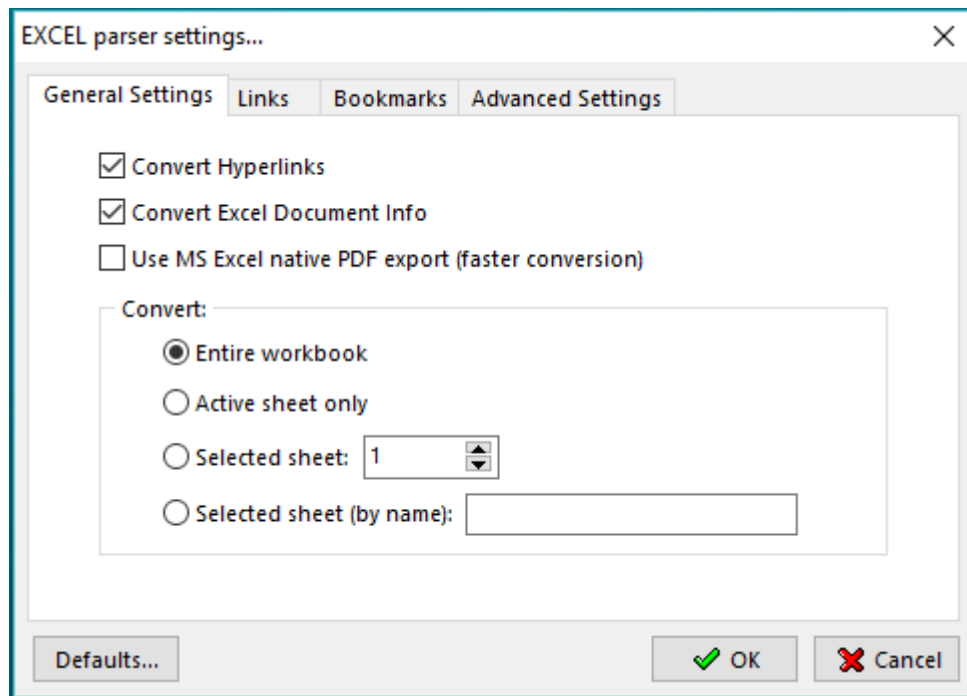 EXCEL parser settings...
General Settings Links Bookmarks Advanced Settings
Convert Hyperlinks
Convert Excel Document Info
Use MS Excel native PDF export (faster conversion)
Convert:
Entire workbook
Active sheet only
Selected sheet: 1
Selected sheet (by name):
Defaults... OK Cancel